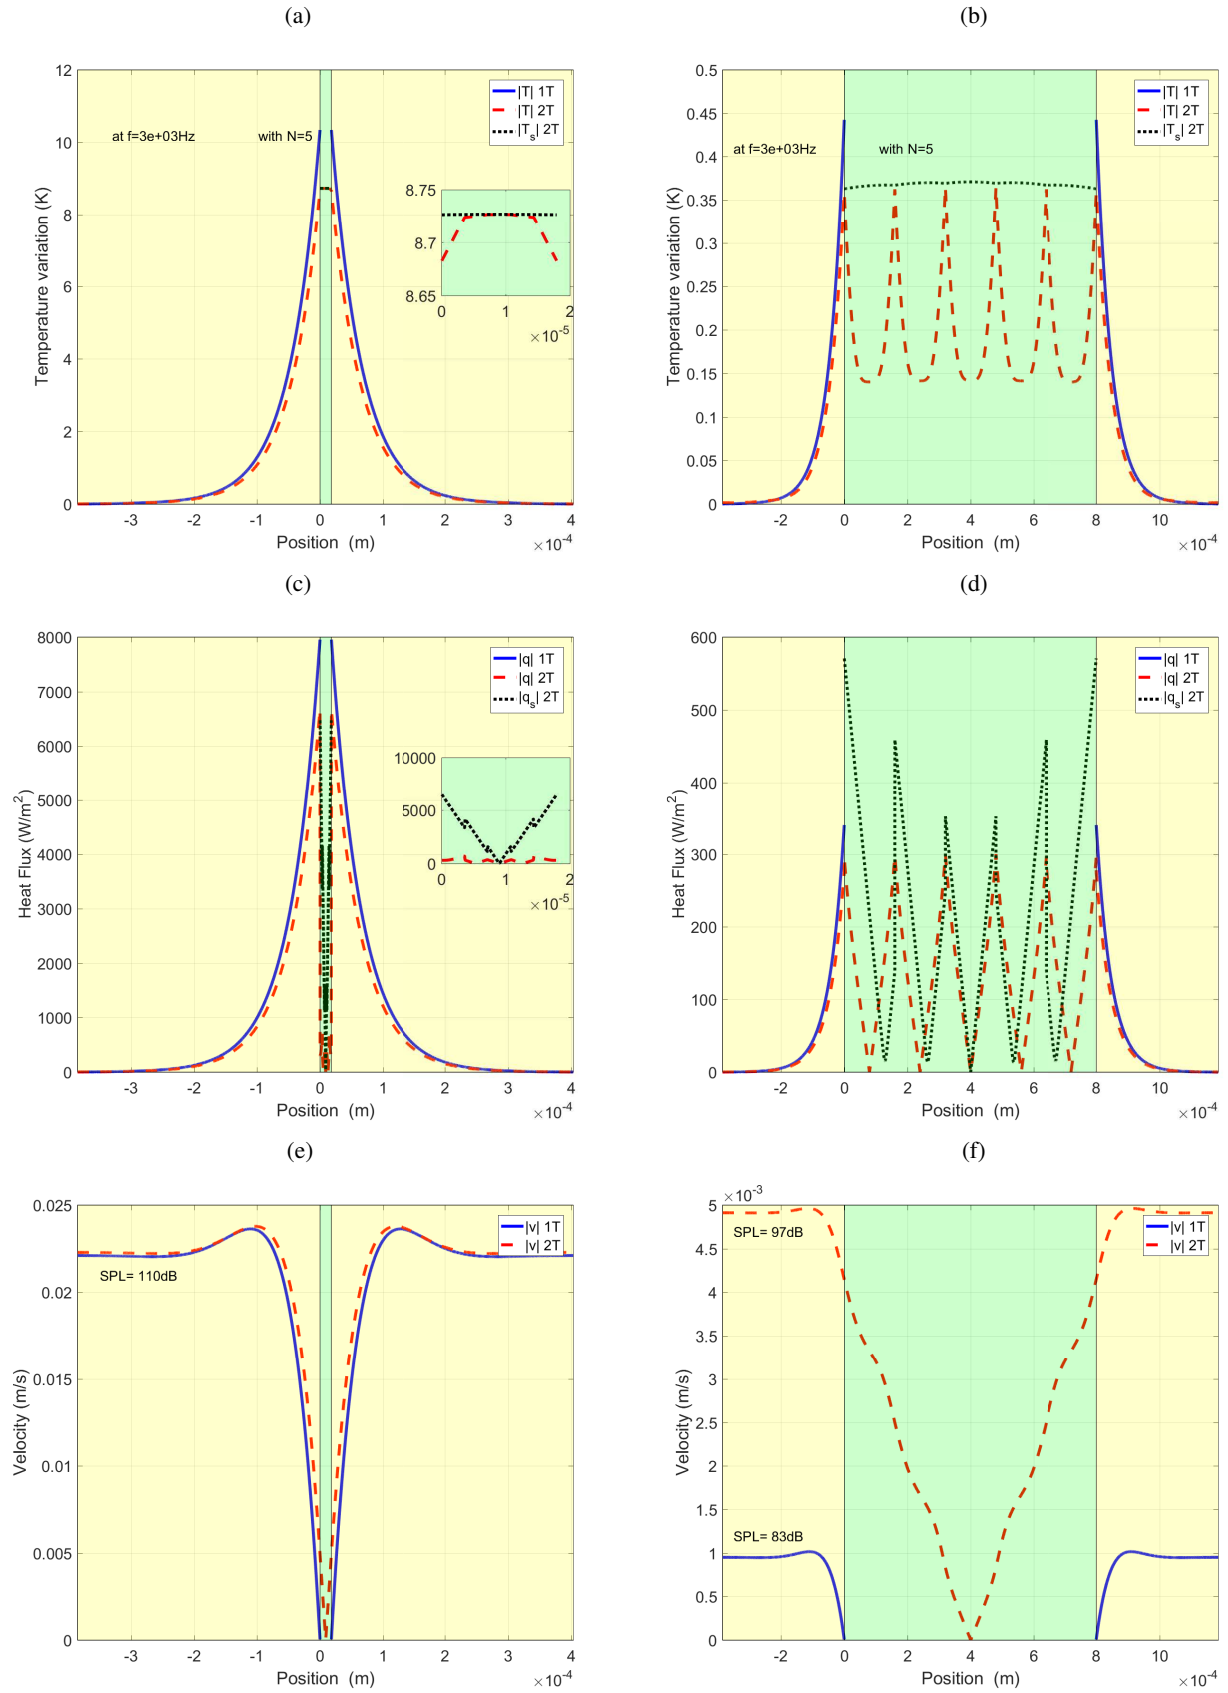 (a)
12
10
8
6
4
2
0
Temperature variation (K)
at f=3e+03Hz
with N=5
|T| 1T
|T| 2T
|Ts| 2T
8.75
8.7
8.65
0 1 2
×10-5
-3 -2 -1 0 1 2 3 4
Position (m)
×10-4
(b)
0.5
0.45
0.4
0.35
0.3
0.25
0.2
0.15
0.1
0.05
0
Temperature variation (K)
at f=3e+03Hz
with N=5
|T| 1T
|T| 2T
|Ts| 2T
-2 0 2 4 6 8 10
Position (m)
×10-4
(c)
8000
7000
6000
5000
4000
3000
2000
1000
0
Heat Flux (W/m2)
|q| 1T
|q| 2T
|qs| 2T
10000
5000
0
0 1 2
×10-5
-3 -2 -1 0 1 2 3 4
Position (m)
×10-4
(d)
600
500
400
300
200
100
0
Heat Flux (W/m2)
|q| 1T
|q| 2T
|qs| 2T
-2 0 2 4 6 8 10
Position (m)
×10-4
(e)
0.025
0.02
0.015
0.01
0.005
0
Velocity (m/s)
SPL= 110dB
|v| 1T
|v| 2T
-3 -2 -1 0 1 2 3 4
Position (m)
×10-4
(f)
×10-3
5
4.5
4
3.5
3
2.5
2
1.5
1
0.5
0
Velocity (m/s)
SPL= 97dB
SPL= 83dB
|v| 1T
|v| 2T
-2 0 2 4 6 8 10
Position (m)
×10-4